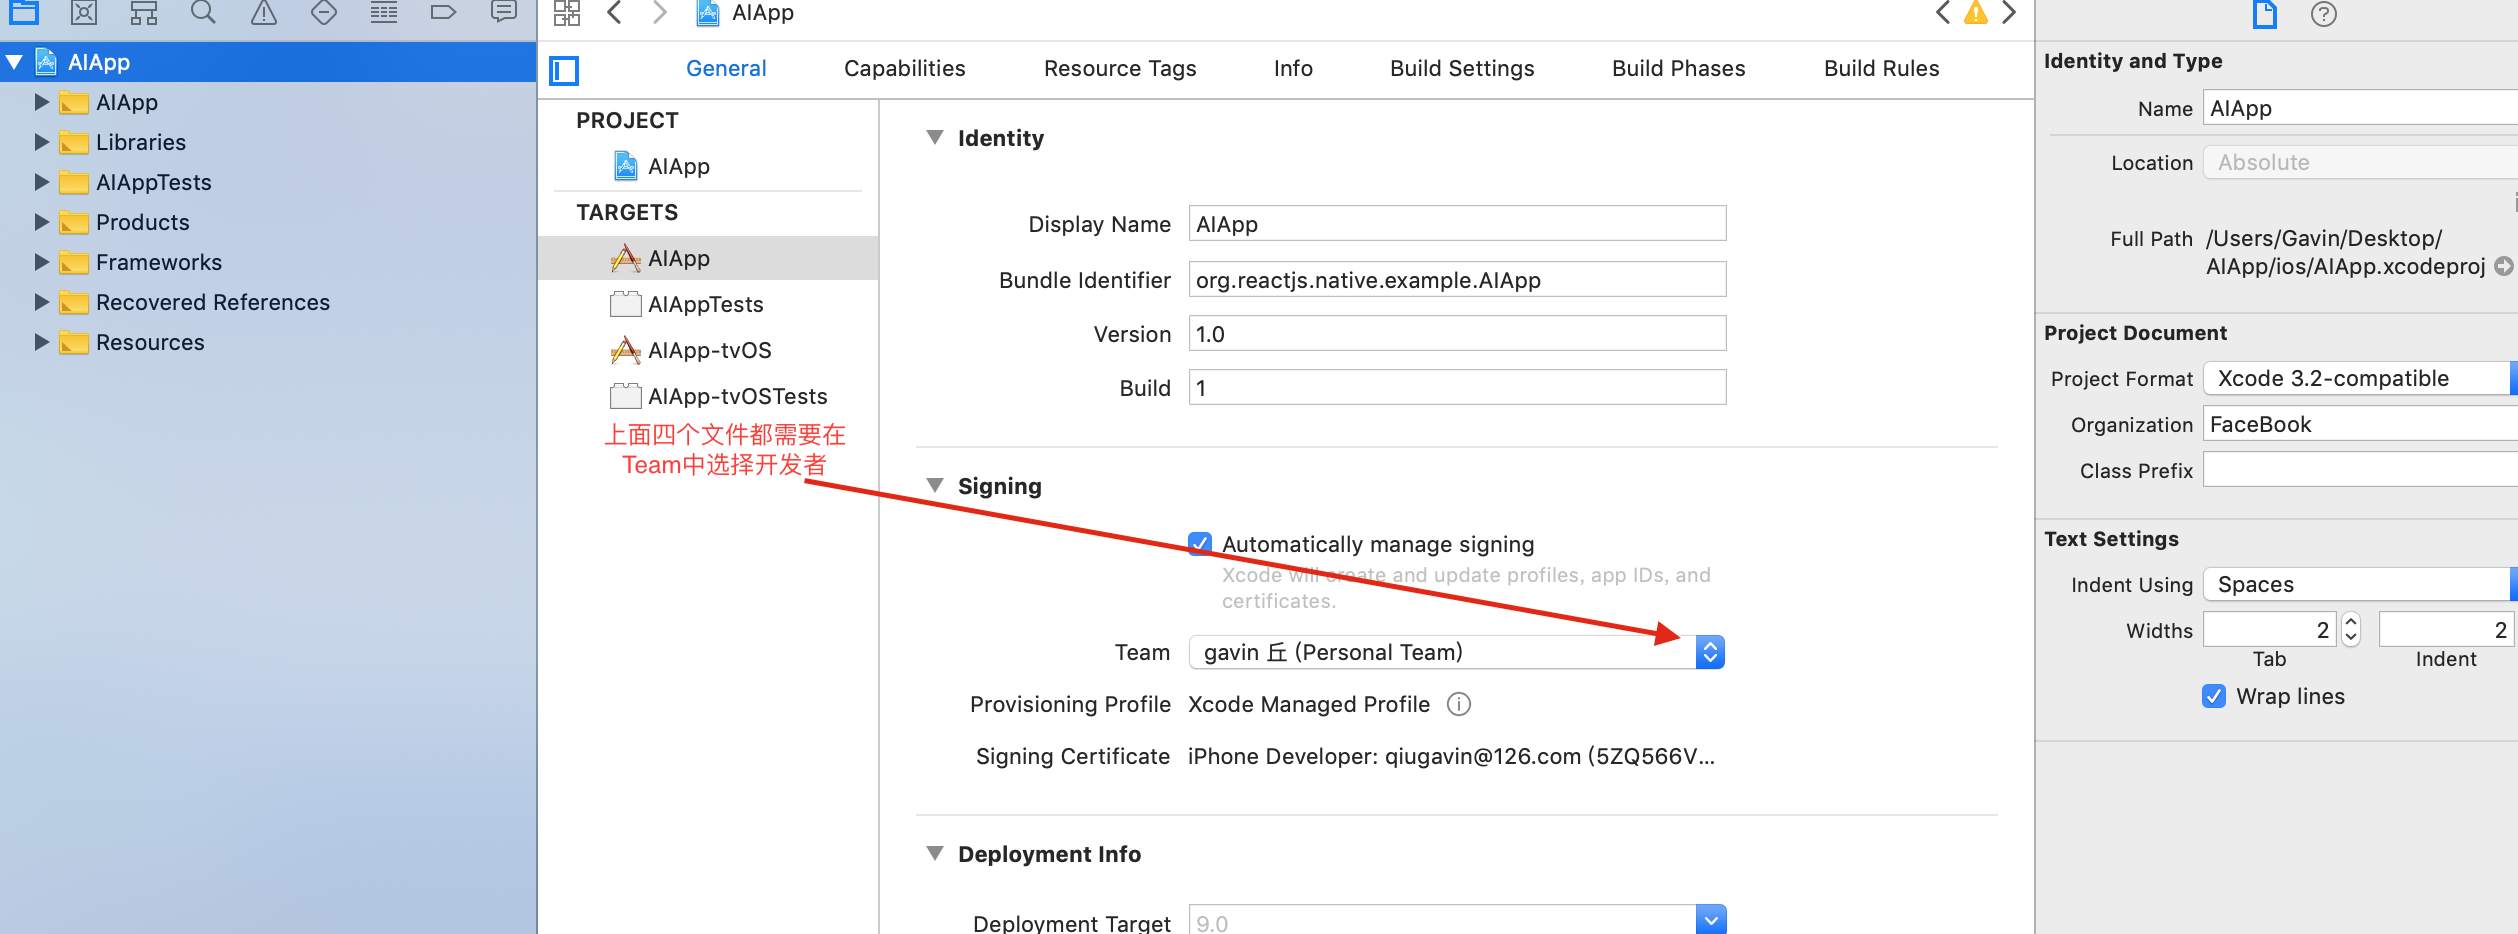 AIApp
AIApp
Libraries
AIAppTests
Products
Frameworks
Recovered References
Resources
AIApp
General
Capabilities
Resource Tags
Info
Build Settings
Build Phases
Build Rules
PROJECT
AIApp
TARGETS
AIApp
AIAppTests
AIApp-tvOS
AIApp-tvOSTests
上面四个文件都需要在
Team中选择开发者
Identity
Display Name AIApp
Bundle Identifier org.reactjs.native.example.AIApp
Version 1.0
Build 1
Signing
Automatically manage signing
Xcode will create and update profiles, app IDs, and
certificates.
Team gavin 丘 (Personal Team)
Provisioning Profile Xcode Managed Profile
Signing Certificate iPhone Developer: qiugavin@126.com (5ZQ566V...
Deployment Info
Deployment Target 9.0
Identity and Type
Name AIApp
Location Absolute
Full Path /Users/Gavin/Desktop/
AIApp/ios/AIApp.xcodeproj
Project Document
Project Format Xcode 3.2-compatible
Organization FaceBook
Class Prefix
Text Settings
Indent Using Spaces
Widths 2 2
Tab Indent
Wrap lines